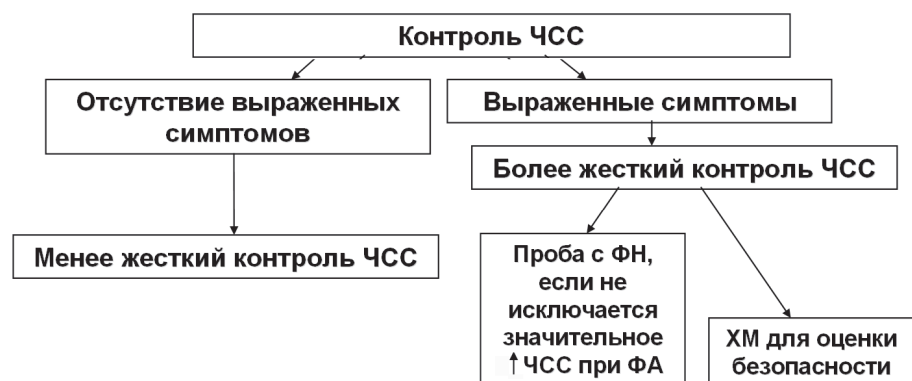 Контроль ЧСС
Отсутствие выраженных
симптомов
Выраженные симптомы
Более жесткий контроль ЧСС
Менее жесткий контроль ЧСС
Проба с ФН,
если не
исключается
значительное
↑ЧСС при ФА
ХМ для оценки
безопасности